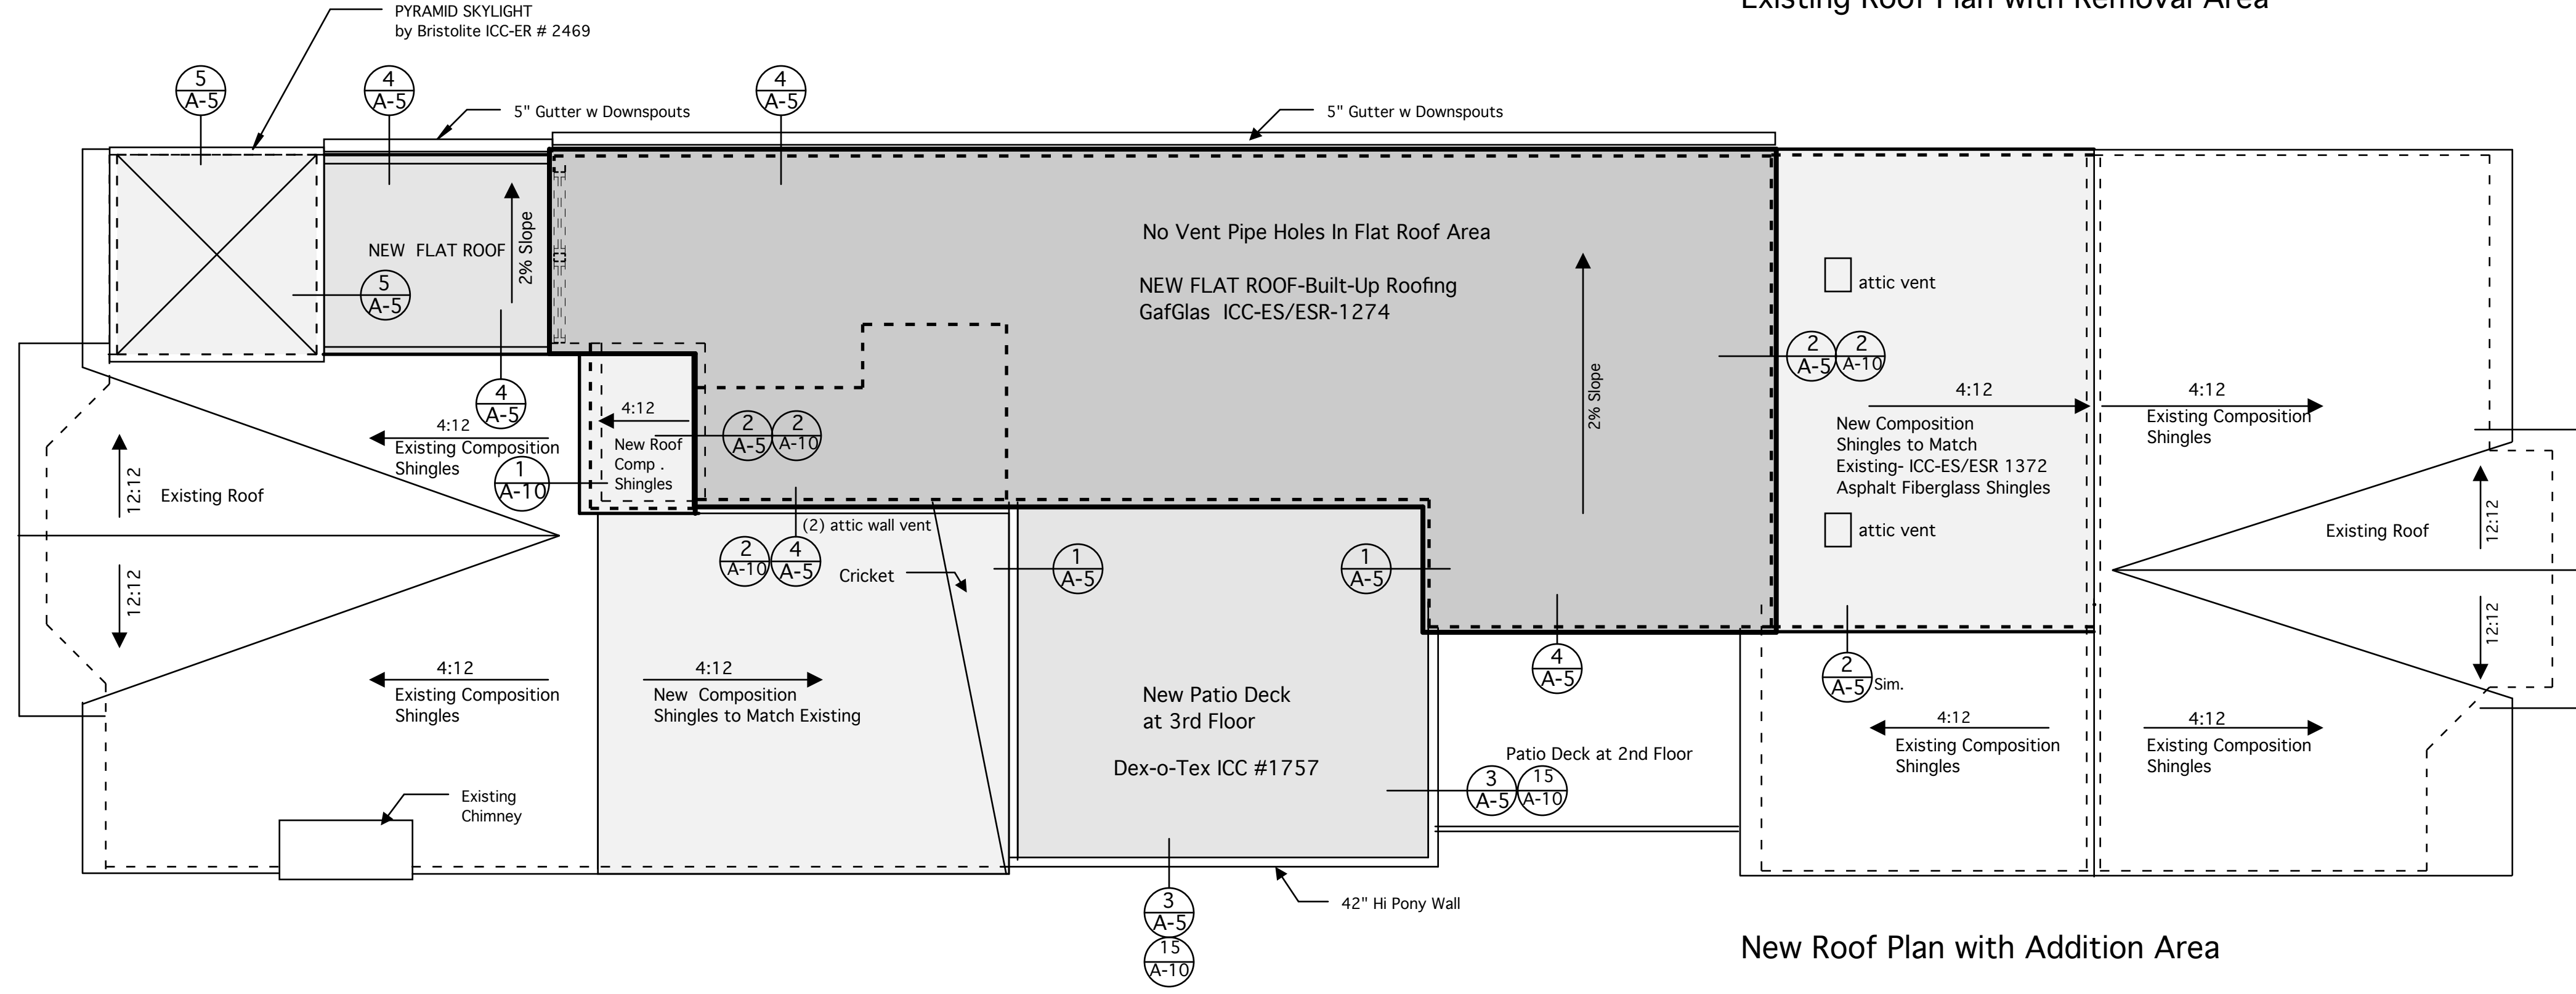 Existing Roof Plan with Removal Area
PYRAMID SKYLIGHT
by Bristolite ICC-ER # 2469
5
A-5
4
A-5
4
A-5
5" Gutter w Downspouts
5" Gutter w Downspouts
NEW FLAT ROOF
2% Slope
5
A-5
No Vent Pipe Holes In Flat Roof Area
NEW FLAT ROOF-Built-Up Roofing
GafGlas ICC-ES/ESR-1274
2% Slope
attic vent
2
A-5
2
A-10
4:12
New Composition
Shingles to Match
Existing- ICC-ES/ESR 1372
Asphalt Fiberglass Shingles
attic vent
4:12
Existing Composition
Shingles
4
A-5
4:12
Existing Composition
Shingles
1
A-10
4:12
New Roof
Comp .
Shingles
2
A-5
2
A-10
12:12
Existing Roof
12:12
(2) attic wall vent
2
A-10
4
A-5
Cricket
1
A-5
1
A-5
12:12
Existing Roof
12:12
4:12
Existing Composition
Shingles
4:12
New Composition
Shingles to Match Existing
New Patio Deck
at 3rd Floor
Dex-o-Tex ICC #1757
4
A-5
2
A-5
Sim.
Patio Deck at 2nd Floor
3
A-5
15
A-10
4:12
Existing Composition
Shingles
4:12
Existing Composition
Shingles
Existing
Chimney
42" Hi Pony Wall
3
A-5
15
A-10
New Roof Plan with Addition Area